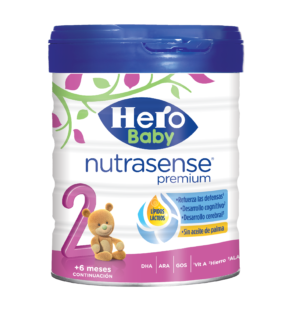 Hero
Baby
nutrasense®
premium
2
LÍPIDOS
LÁCTEOS
•Refuerza las defensas¹
•Desarrollo cognitivo²
•Desarrollo cerebral³
•Sin aceite de palma
+6 meses
CONTINUACIÓN
DHA ARA GOS